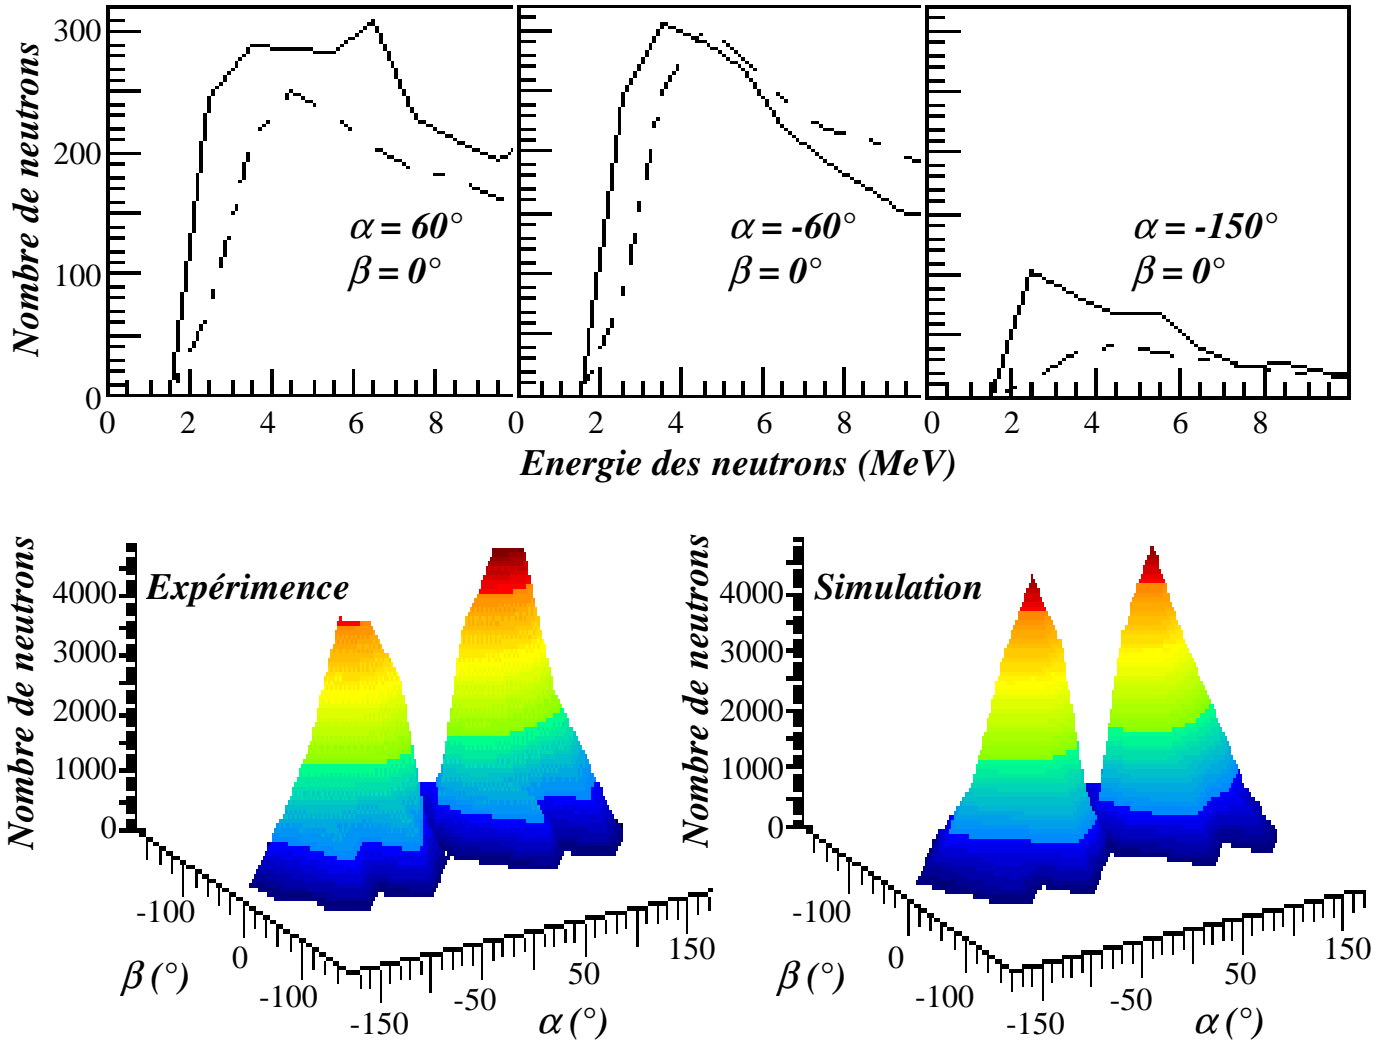 Nombre de neutrons
300
200
100
0
α = 60°
β = 0°
α = -60°
β = 0°
α = -150°
β = 0°
0 2 4 6 8 0 2 4 6 8 0 2 4 6 8
Energie des neutrons (MeV)
Nombre de neutrons
Expérimence
4000
3000
2000
1000
0
-100
0
-100
β (°)
-150
-50
50
150
α (°)
Nombre de neutrons
Simulation
4000
3000
2000
1000
0
-100
0
-100
β (°)
-150
-50
50
150
α (°)